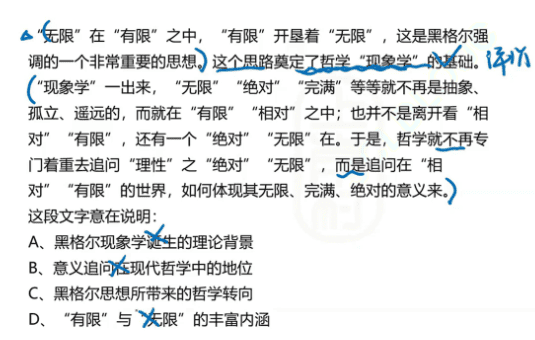 “无限”在“有限”之中，“有限”开垦着“无限”，这是黑格尔强
调的一个非常重要的思想。这个思路奠定了哲学“现象学”的基础。评价
“现象学”一出来，“无限”“绝对”“完满”等等就不再是抽象、
孤立、遥远的，而就在“有限”“相对”之中；也并不是离开看“相
对”“有限”，还有一个“绝对”“无限”在。于是，哲学就不再专
门着重去追问“理性”之“绝对”“无限”，而是追问在“相
对”“有限”的世界，如何体现其无限、完满、绝对的意义来。
这段文字意在说明：
A、黑格尔现象学诞生的理论背景
B、意义追问在现代哲学中的地位
C、黑格尔思想所带来的哲学转向
D、“有限”与“无限”的丰富内涵